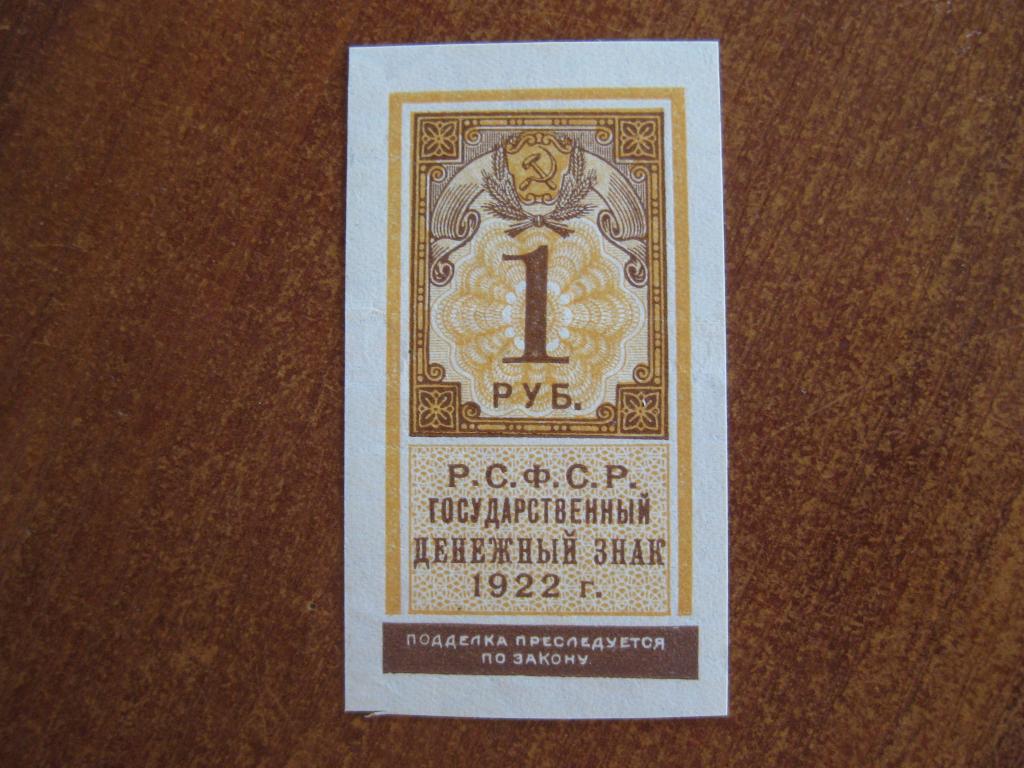 1
РУБ.
Р.С.Ф.С.Р.
ГОСУДАРСТВЕННЫЙ
ДЕНЕЖНЫЙ ЗНАК
1922 г.
ПОДДЕЛКА ПРЕСЛЕДУЕТСЯ
ПО ЗАКОНУ.